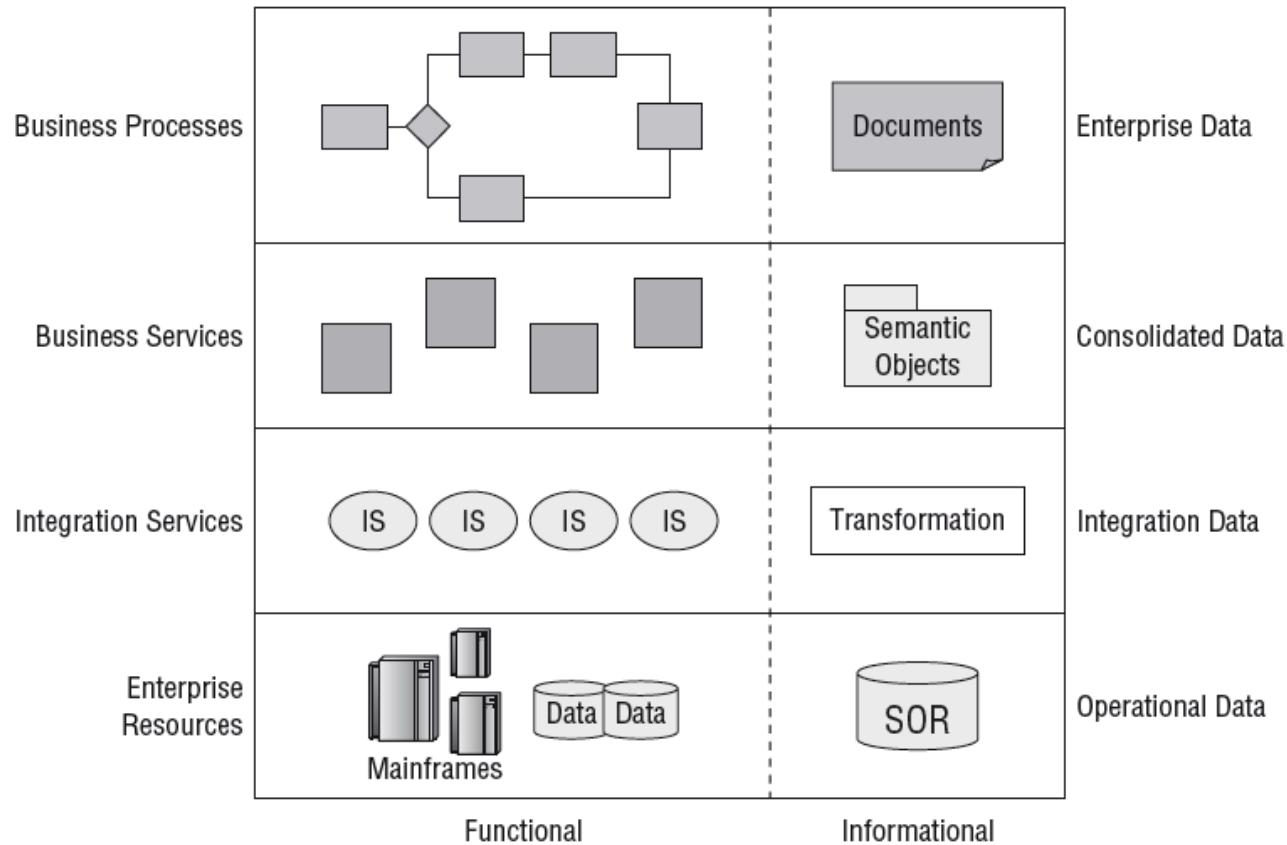 Business Processes
Documents
Enterprise Data
Business Services
Semantic
Objects
Consolidated Data
Integration Services
IS
IS
IS
IS
Transformation
Integration Data
Enterprise
Resources
Mainframes
Data
Data
SOR
Operational Data
Functional
Informational